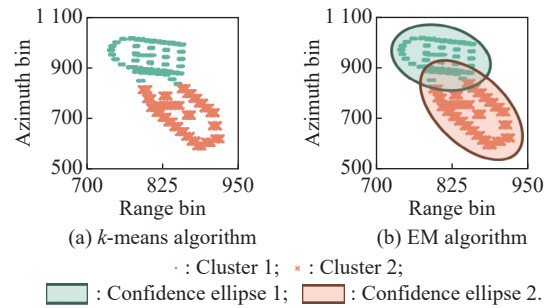 1 100
900
700
500
Azimuth bin
700 825 950
Range bin
(a) k-means algorithm
1 100
900
700
500
Azimuth bin
700 825 950
Range bin
(b) EM algorithm
: Cluster 1; : Cluster 2;
: Confidence ellipse 1; : Confidence ellipse 2.